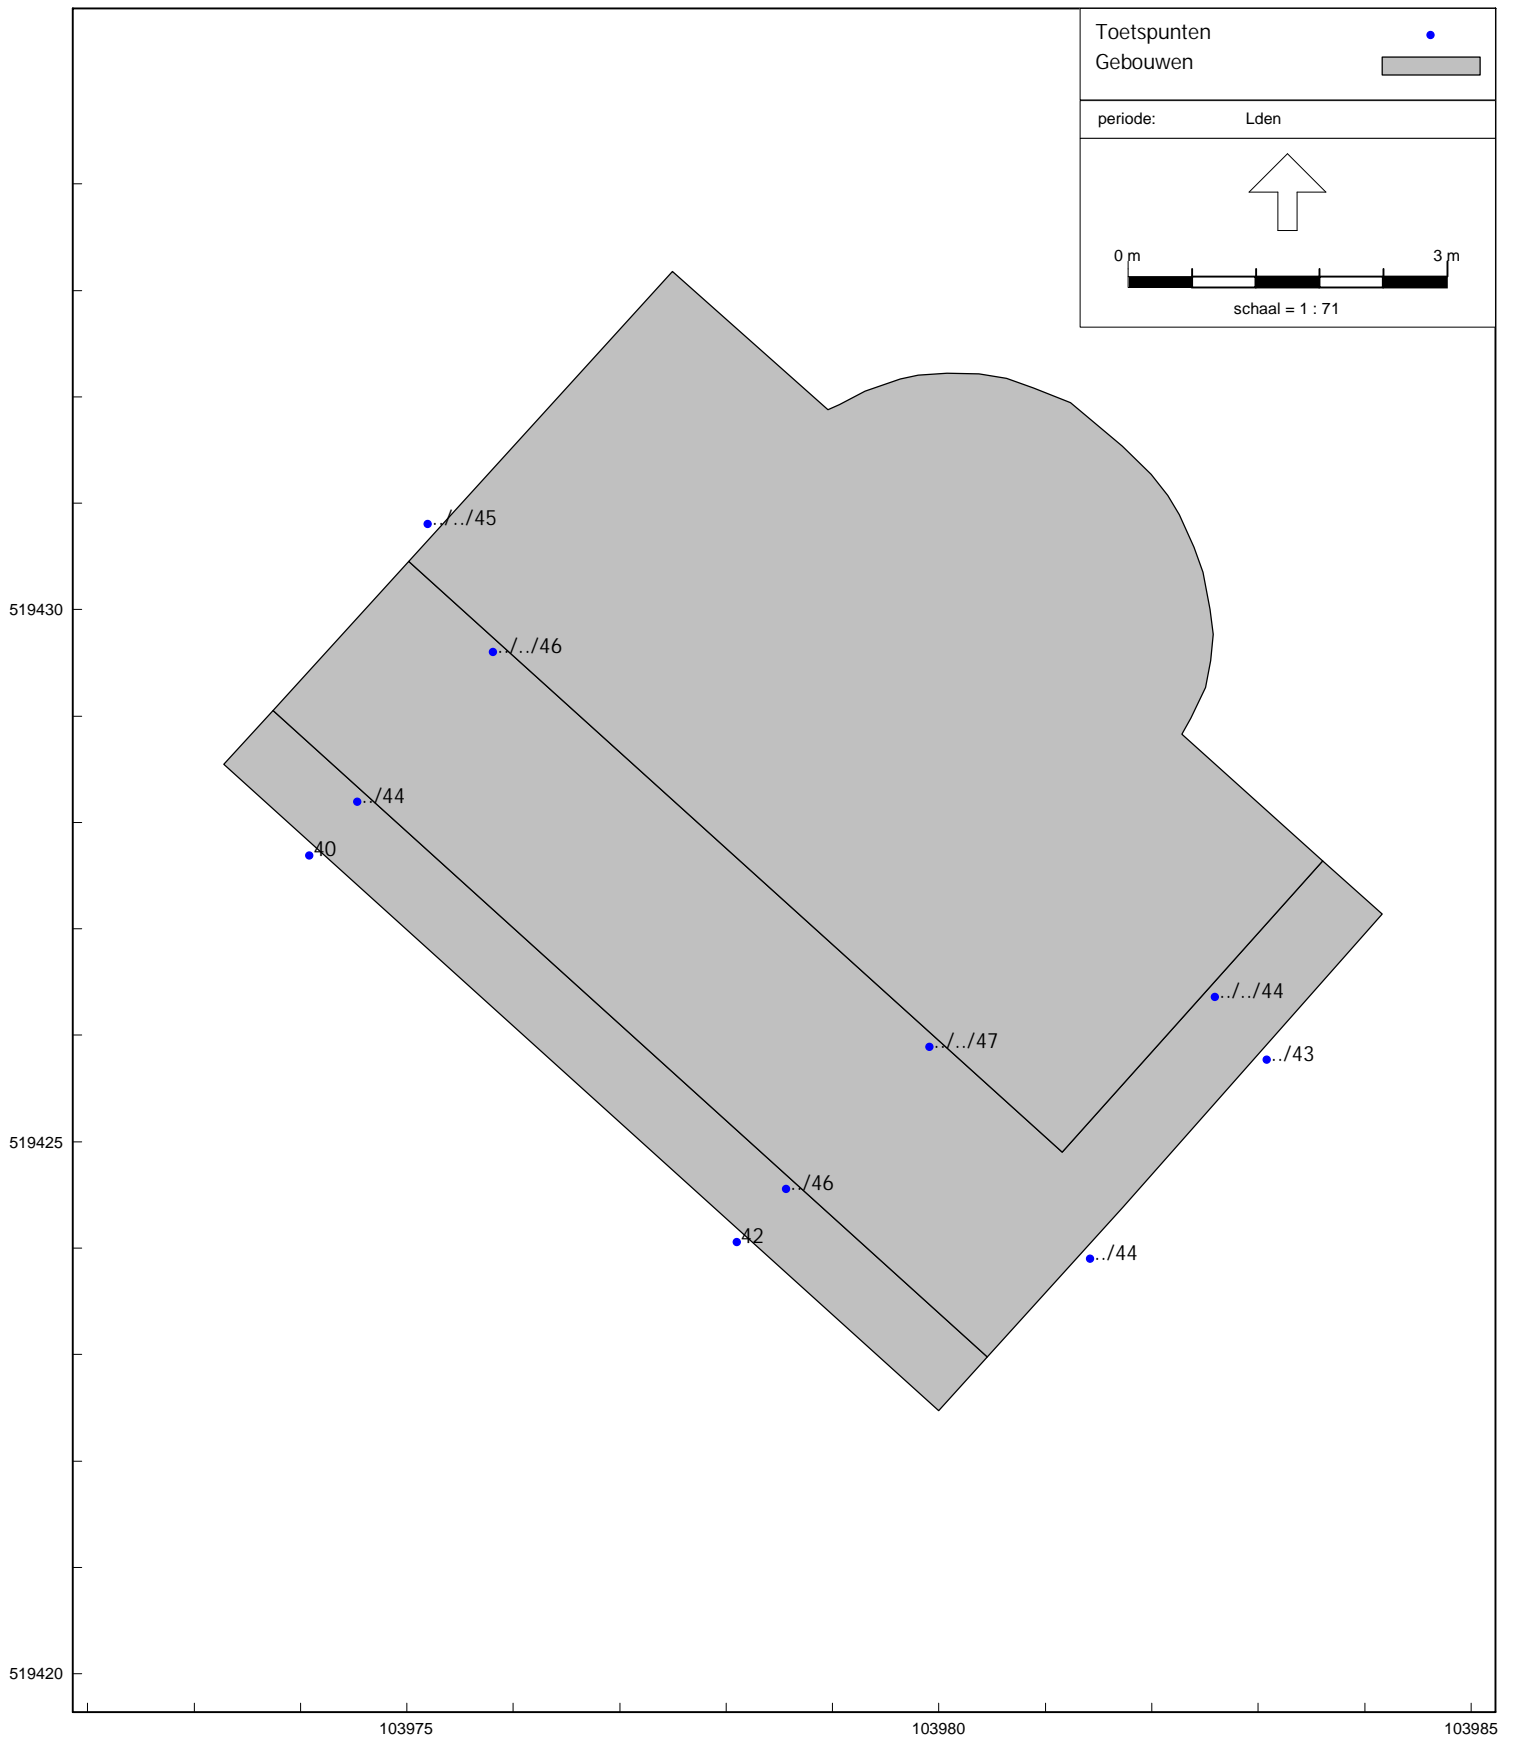 Toetspunten
Gebouwen
periode: Lden
0 m 3 m
schaal = 1 : 71
../../45
519430
../../46
../44
40
../../44
../../47
../43
519425
../46
42
../44
519420
103975 103980 103985